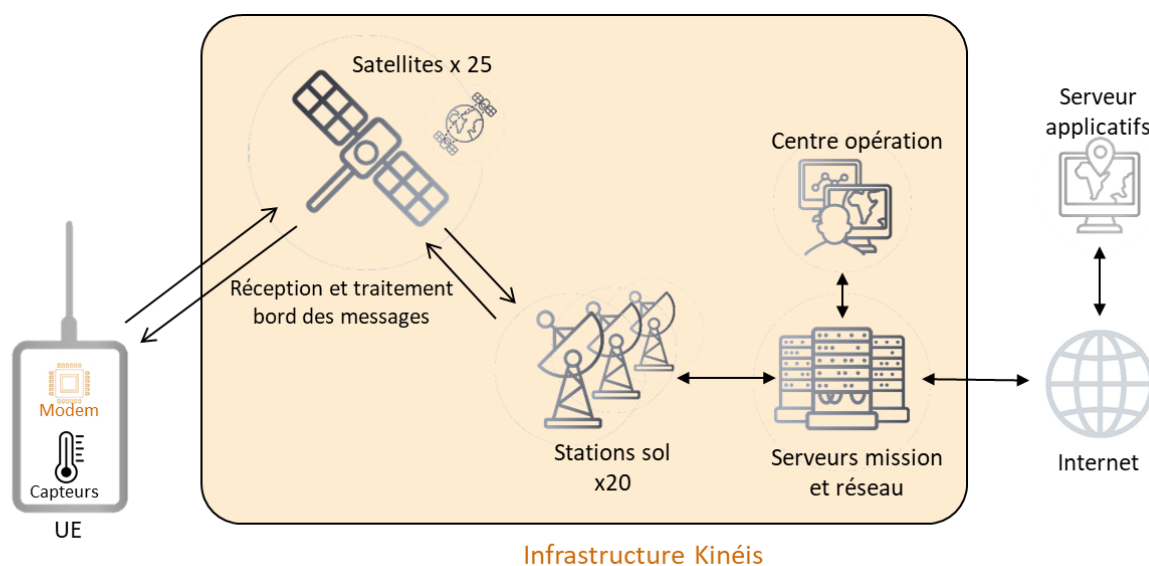 Satellites x 25
Serveur
applicatifs
Centre opération
Réception et traitement
bord des messages
Modem
Capteurs
UE
Stations sol
x20
Serveurs mission
et réseau
Internet
Infrastructure Kinéis